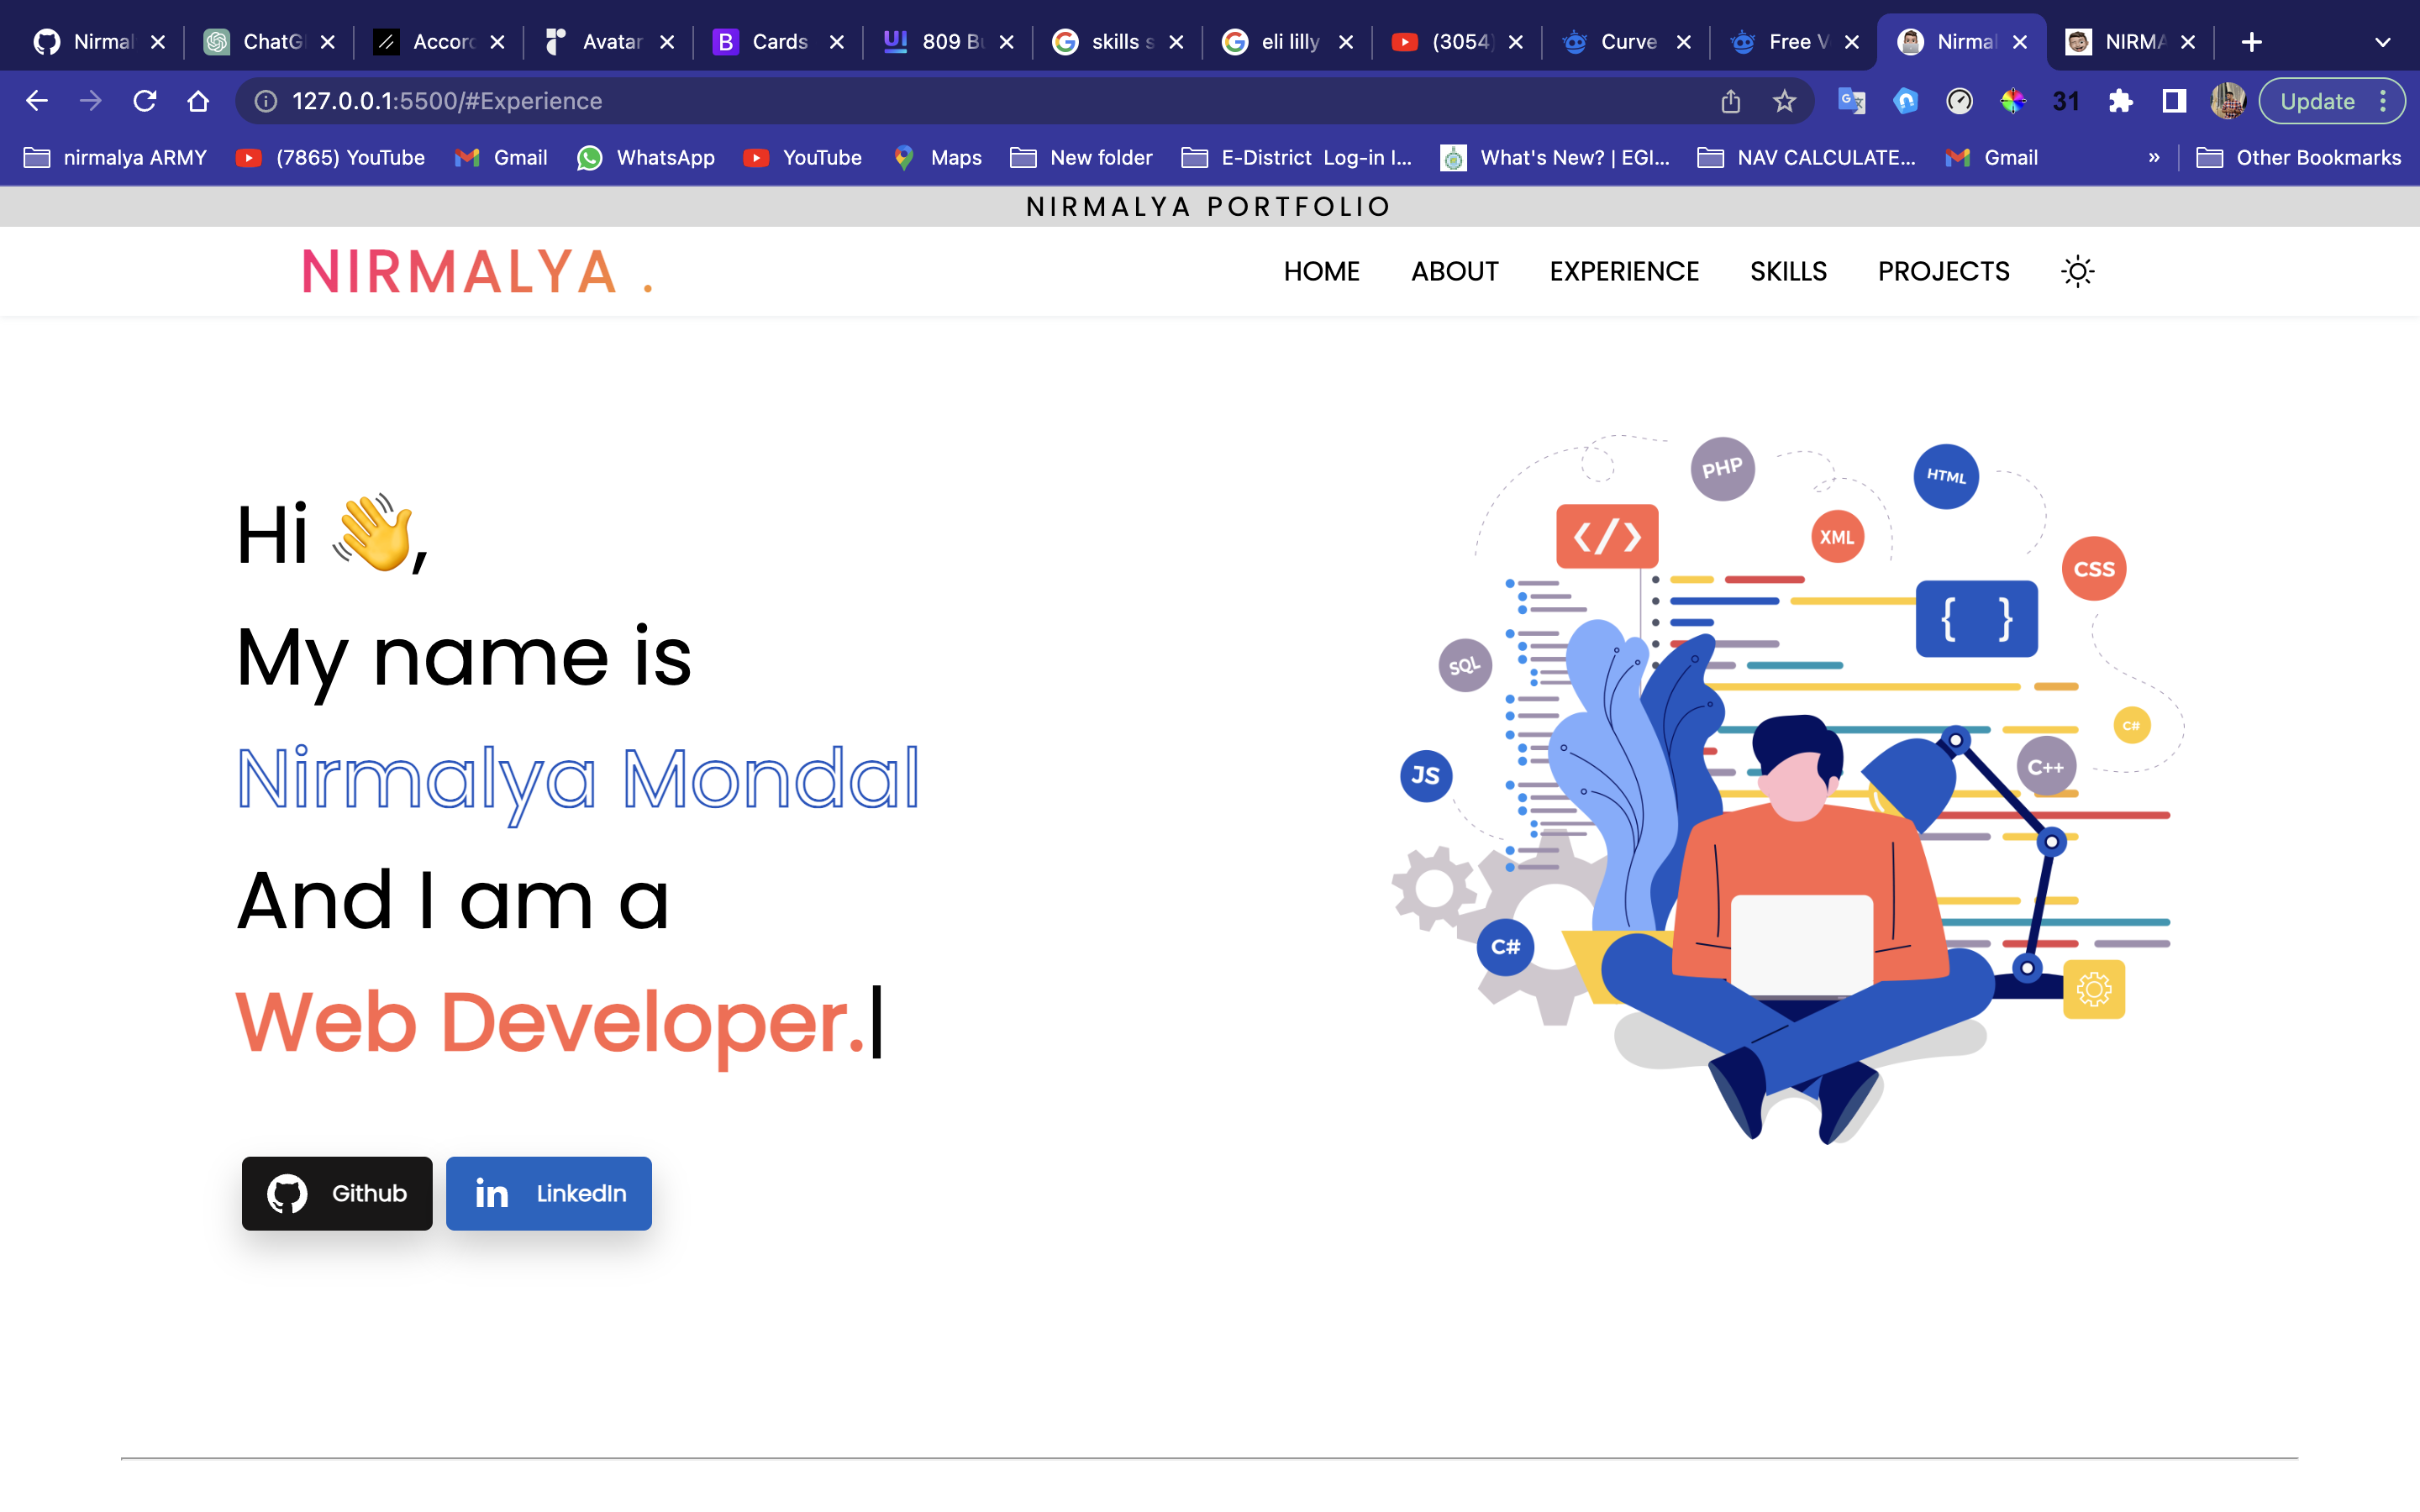 Nirmal ChatG Accord Avatar B Cards UI 809 Bu skills s eli lilly (3054 Curve Free V Nirmal NIRMA
127.0.0.1:5500/#Experience 31 Update
nirmalya ARMY (7865) YouTube Gmail WhatsApp YouTube Maps New folder E-District Log-in I... What's New? | EGI... NAV CALCULATE... Gmail » Other Bookmarks
NIRMALYA PORTFOLIO
NIRMALYA .
HOME ABOUT EXPERIENCE SKILLS PROJECTS
Hi 👋,
My name is
Nirmalya Mondal
And I am a
Web Developer.
Github
in LinkedIn
PHP
HTML
</>
XML
CSS
{ }
SQL
C#
JS
C++
C#